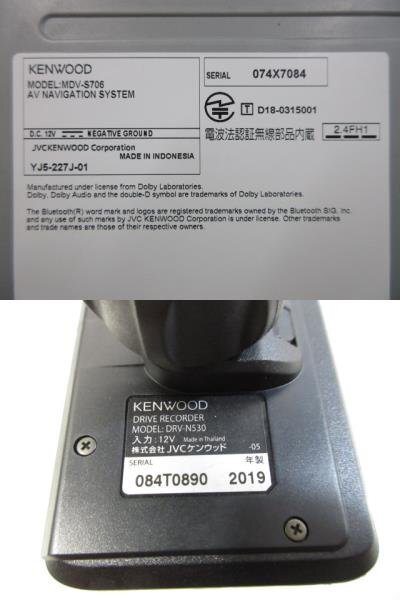 KENWOOD
MODEL:MDV-S706
AV NAVIGATION SYSTEM
D.C. 12V NEGATIVE GROUND
JVCKENWOOD Corporation
MADE IN INDONESIA
YJ5-227J-01
SERIAL 074X7084
T D18-0315001
電波法認証無線部品内蔵 2.4FH1
Manufactured under license from Dolby Laboratories.
Dolby, Dolby Audio and the double-D symbol are trademarks of Dolby Laboratories.
The Bluetooth(R) word mark and logos are registered trademarks owned by the Bluetooth SIG, Inc.
and any use of such marks by JVC KENWOOD Corporation is under license. Other trademarks
and trade names are those of their respective owners.
KENWOOD
DRIVE RECORDER
MODEL: DRV-N530
入力:12V Made in Thailand
株式会社JVCケンウッド -05
SERIAL 年製
084T0890 2019